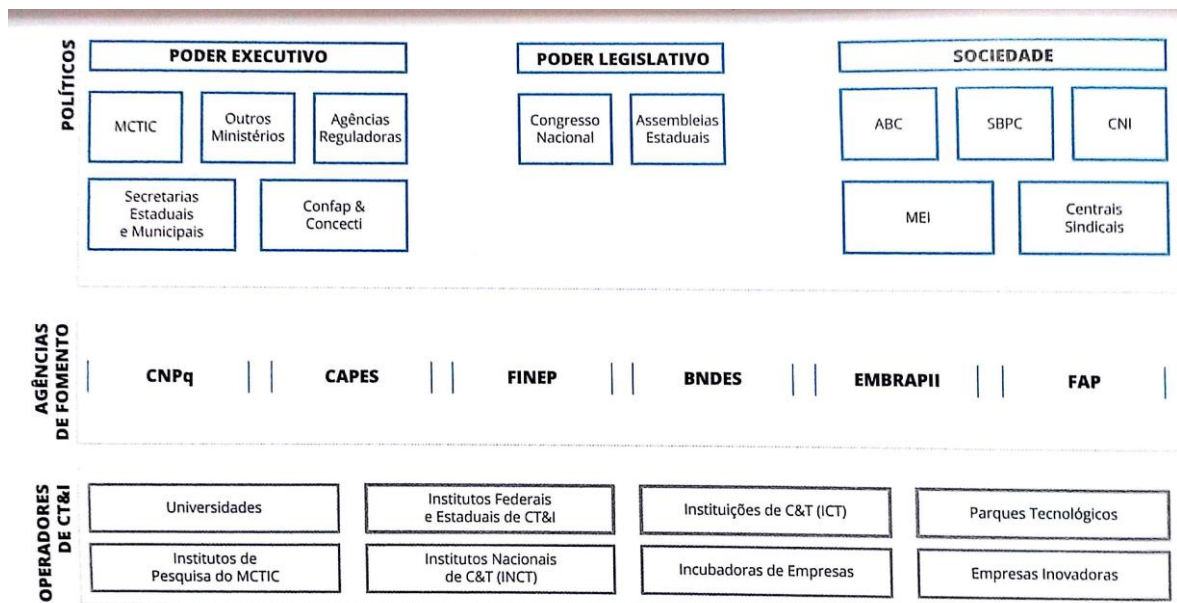 POLÍTICOS
PODER EXECUTIVO
MCTIC
Outros
Ministérios
Agências
Reguladoras
Secretarias
Estaduais
e Municipais
Confap &
Concecti
PODER LEGISLATIVO
Congresso
Nacional
Assembleias
Estaduais
SOCIEDADE
ABC
SBPC
CNI
MEI
Centrais
Sindicais
AGÊNCIAS
DE FOMENTO
CNPq
CAPES
FINEP
BNDES
EMBRAPII
FAP
OPERADORES
DE CT&I
Universidades
Institutos Federais
e Estaduais de CT&I
Instituições de C&T (ICT)
Parques Tecnológicos
Institutos de
Pesquisa do MCTIC
Institutos Nacionais
de C&T (INCT)
Incubadoras de Empresas
Empresas Inovadoras